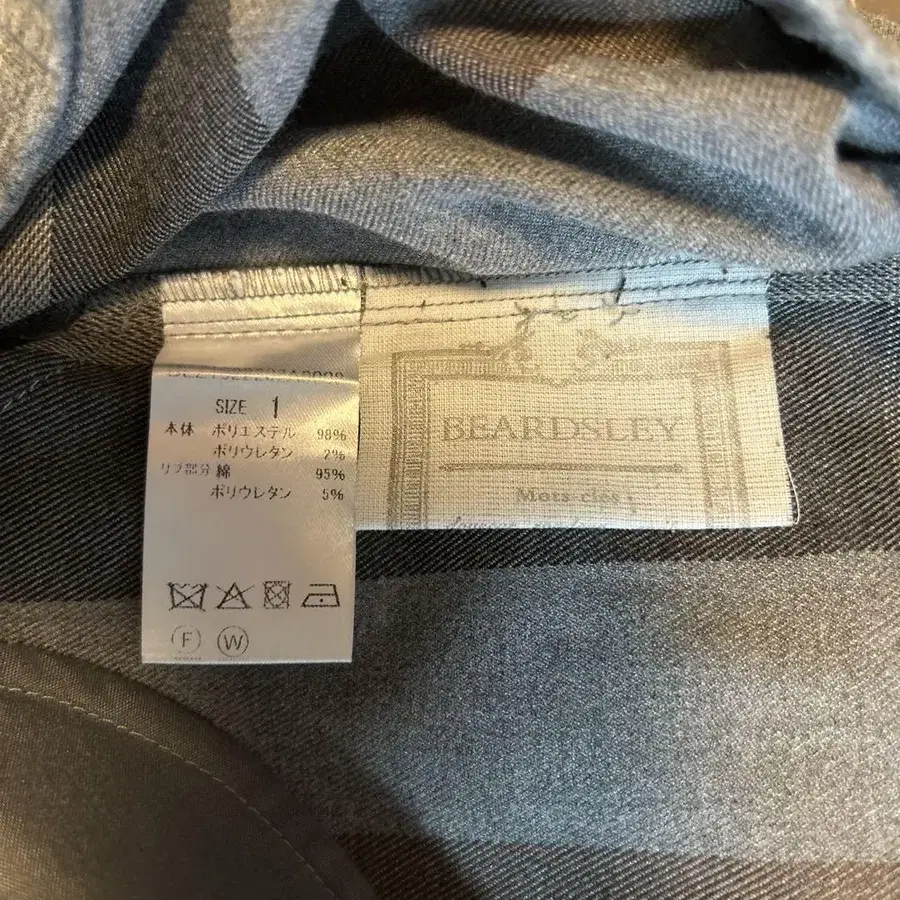 SIZE 1
本体 ポリエステル 98%
ポリウレタン 2%
リブ部分 綿 95%
ポリウレタン 5%
F
W
BEARDSLEY
Mots-clés :